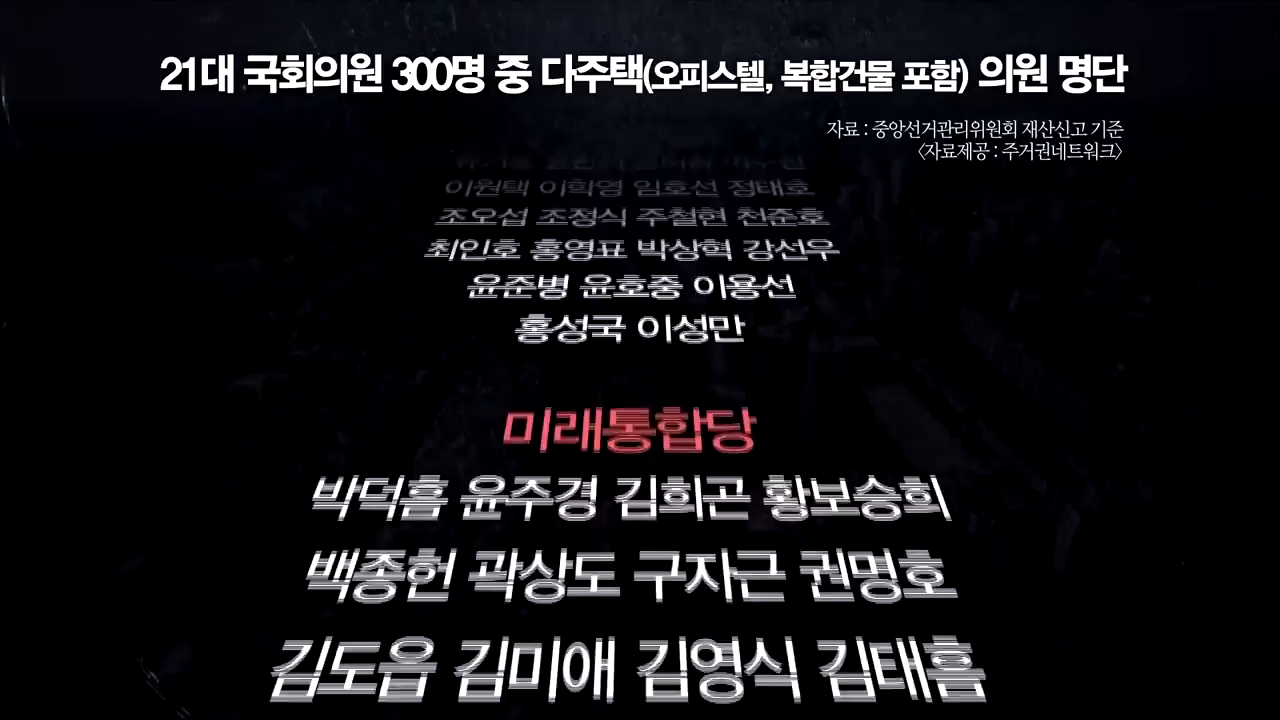 21대 국회의원 300명 중 다주택(오피스텔, 복합건물 포함) 의원 명단
자료 : 중앙선거관리위원회 재산신고 기준
〈자료제공 : 주거권네트워크〉
이원택 이학영 임호선 정태호
조오섭 조정식 주철현 천준호
최인호 홍영표 박상혁 강선우
윤준병 윤호중 이용선
홍성국 이성만
미래통합당
박덕흠 윤주경 김희곤 황보승희
백종헌 곽상도 구자근 권명호
김도읍 김미애 김영식 김태흠